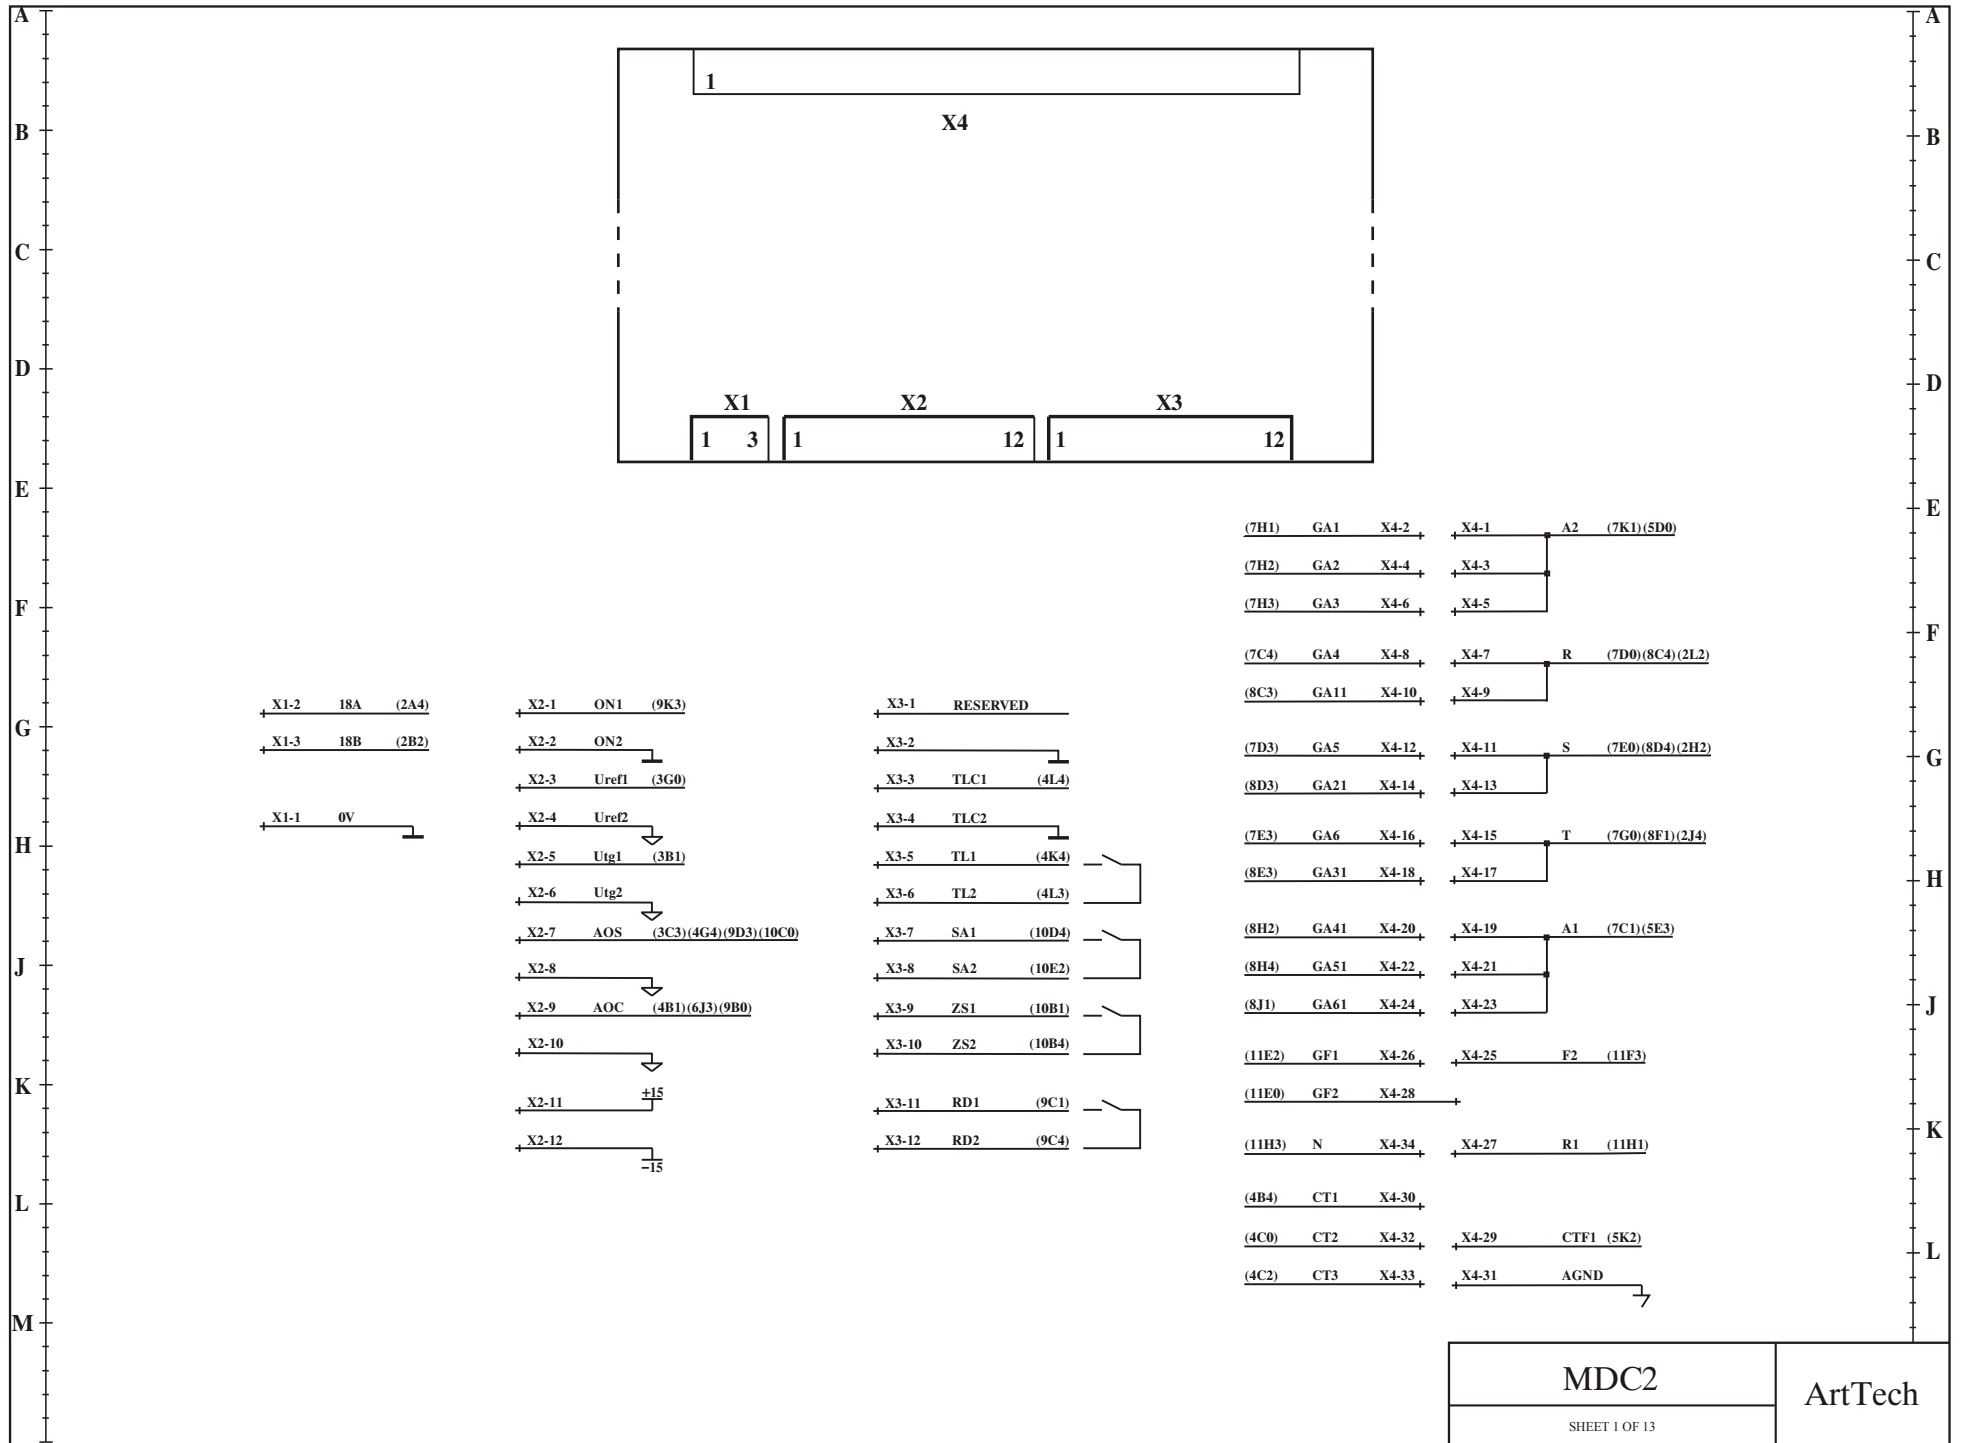 A A
1
X4
B B
C C
D D
X1 X2 X3
1 3 1 12 1 12
E E
(7H1) GA1 X4-2 X4-1 A2 (7K1)(5D0)
(7H2) GA2 X4-4 X4-3
(7H3) GA3 X4-6 X4-5
F F
(7C4) GA4 X4-8 X4-7 R (7D0)(8C4)(2L2)
(8C3) GA11 X4-10 X4-9
X1-2 18A (2A4) X2-1 ON1 (9K3) X3-1 RESERVED
G G
X1-3 18B (2B2) X2-2 ON2 X3-2 (7D3) GA5 X4-12 X4-11 S (7E0)(8D4)(2H2)
X2-3 Uref1 (3G0) X3-3 TLC1 (4L4) (8D3) GA21 X4-14 X4-13
X1-1 0V X2-4 Uref2 X3-4 TLC2 (7E3) GA6 X4-16 X4-15 T (7G0)(8F1)(2J4)
H H
X2-5 Utg1 (3B1) X3-5 TL1 (4K4) (8E3) GA31 X4-18 X4-17
X2-6 Utg2 X3-6 TL2 (4L3)
X2-7 AOS (3C3)(4G4)(9D3)(10C0) X3-7 SA1 (10D4) (8H2) GA41 X4-20 X4-19 A1 (7C1)(5E3)
J J
X2-8 X3-8 SA2 (10E2) (8H4) GA51 X4-22 X4-21
X2-9 AOC (4B1)(6J3)(9B0) X3-9 ZS1 (10B1) (8J1) GA61 X4-24 X4-23
X2-10 X3-10 ZS2 (10B4) (11E2) GF1 X4-26 X4-25 F2 (11F3)
K K
+15
X2-11 X3-11 RD1 (9C1) (11E0) GF2 X4-28
X2-12 X3-12 RD2 (9C4) (11H3) N X4-34 X4-27 R1 (11H1)
−15
L L
(4B4) CT1 X4-30
(4C0) CT2 X4-32 X4-29 CTF1 (5K2)
(4C2) CT3 X4-33 X4-31 AGND
M
MDC2
ArtTech
SHEET 1 OF 13